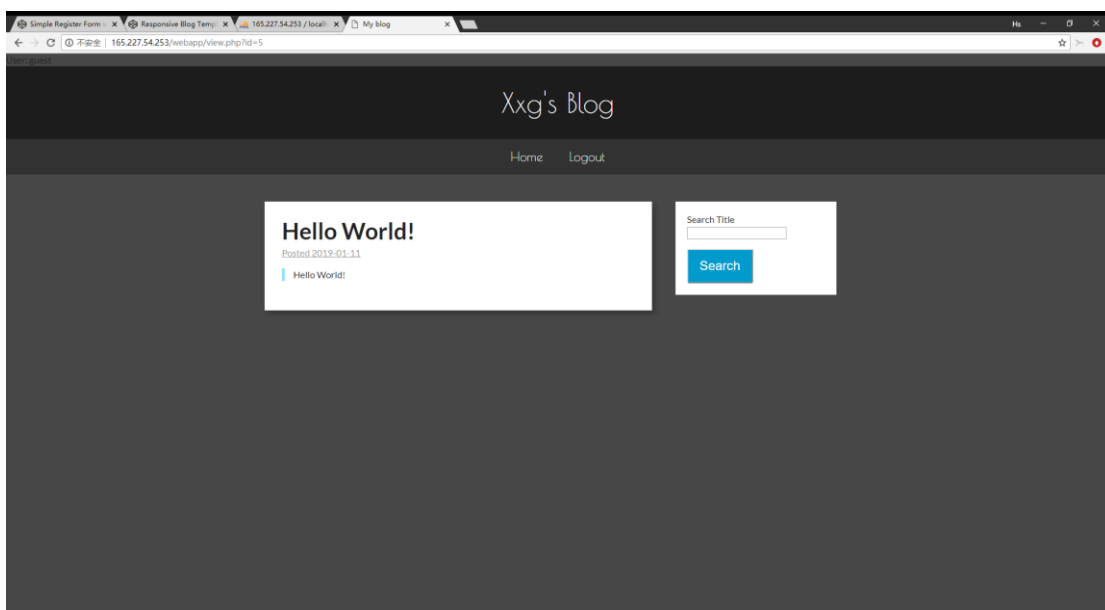 Simple Register Form
Responsive Blog Templ
165.227.54.253 / localh
My blog
Ha
不安全 | 165.227.54.253/webapp/view.php?id=5
User: guest
Xxg's Blog
Home Logout
Hello World!
Posted 2019-01-11
Hello World!
Search Title
Search